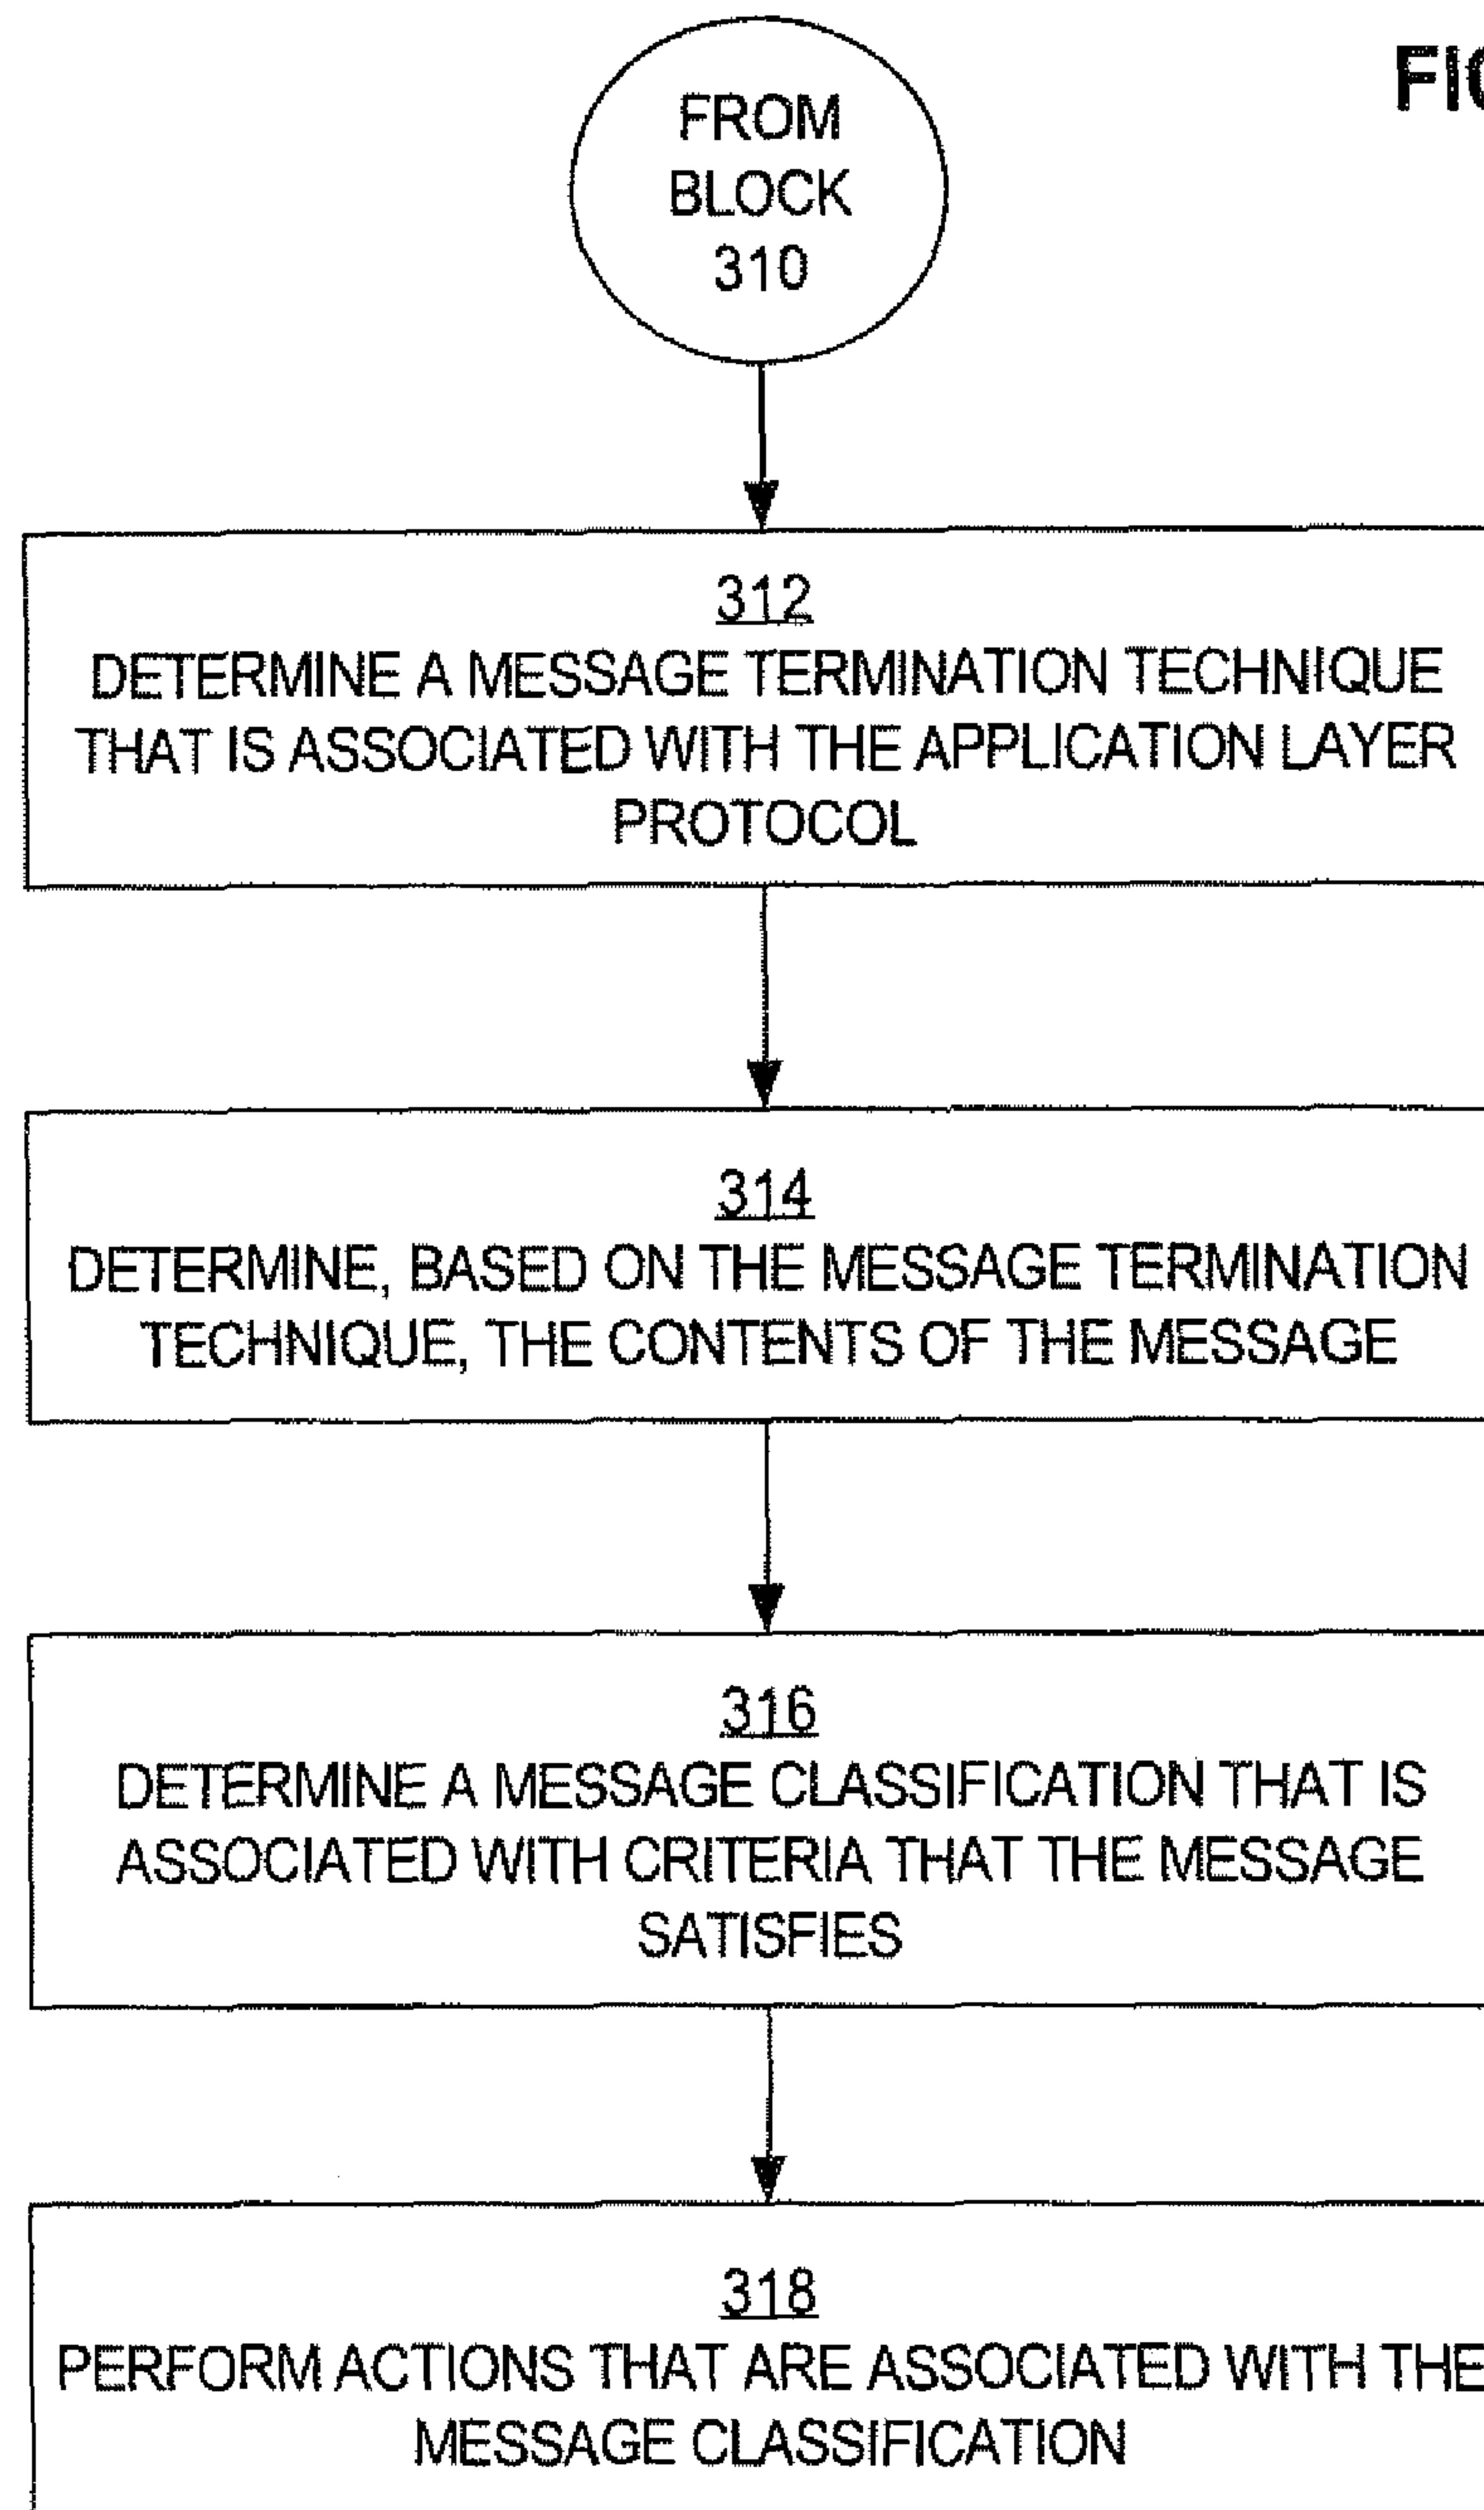 FROM
BLOCK
310
312
DETERMINE A MESSAGE TERMINATION TECHNIQUE
THAT IS ASSOCIATED WITH THE APPLICATION LAYER
PROTOCOL
314
DETERMINE, BASED ON THE MESSAGE TERMINATION
TECHNIQUE, THE CONTENTS OF THE MESSAGE
316
DETERMINE A MESSAGE CLASSIFICATION THAT IS
ASSOCIATED WITH CRITERIA THAT THE MESSAGE
SATISFIES
318
PERFORM ACTIONS THAT ARE ASSOCIATED WITH THE
MESSAGE CLASSIFICATION